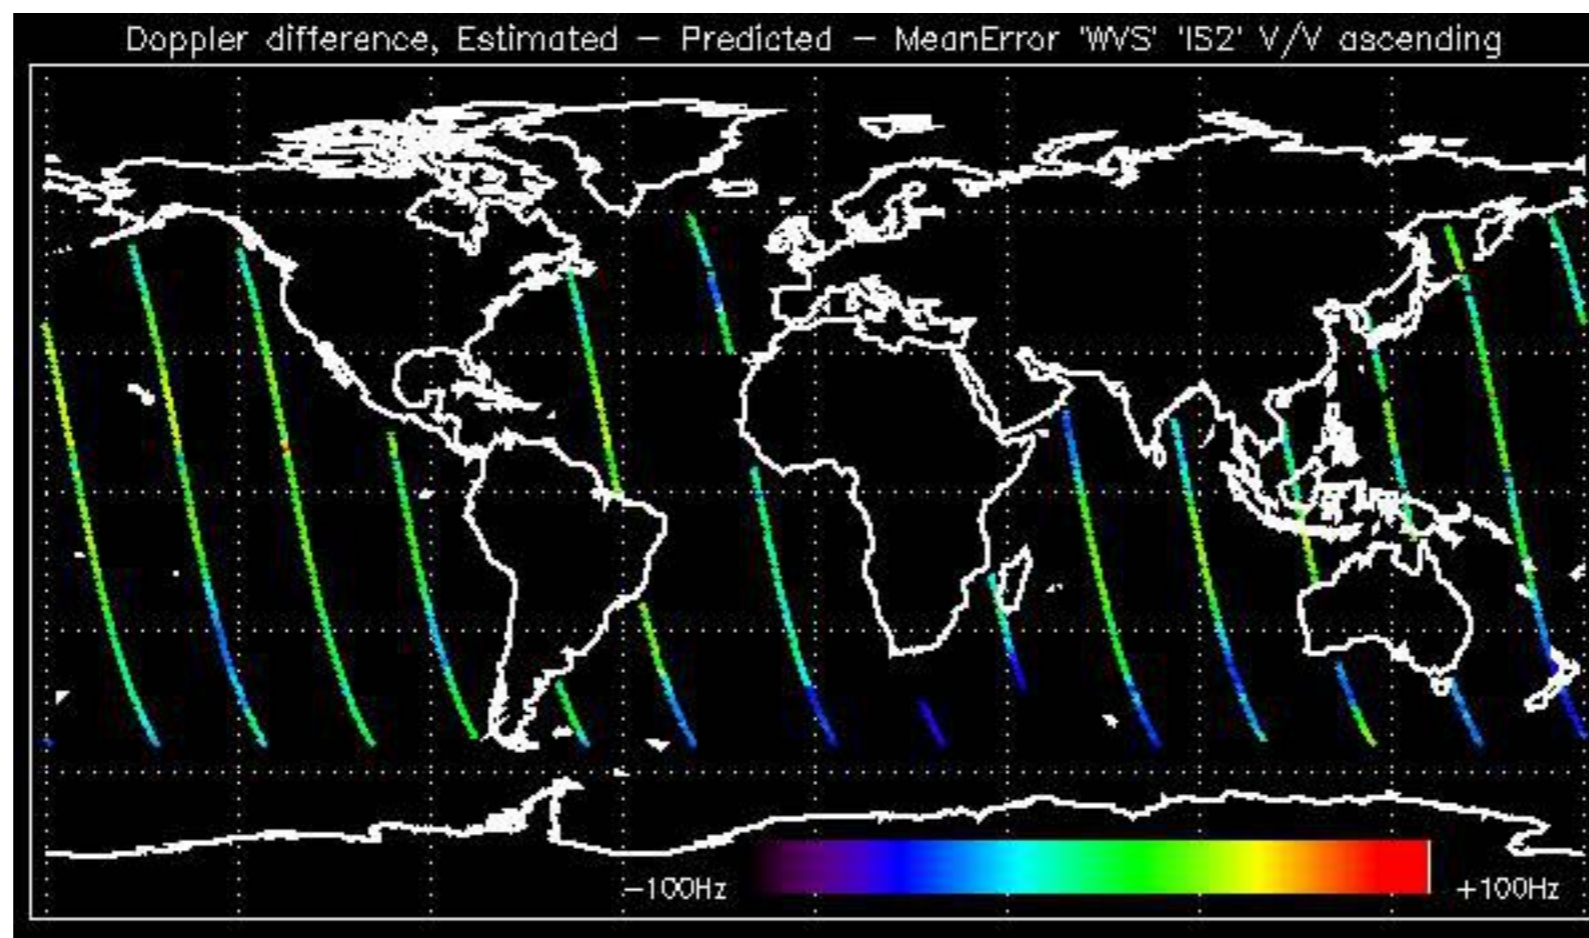 Doppler difference, Estimated − Predicted − MeanError 'WVS' 'IS2' V/V ascending
−100Hz
+100Hz